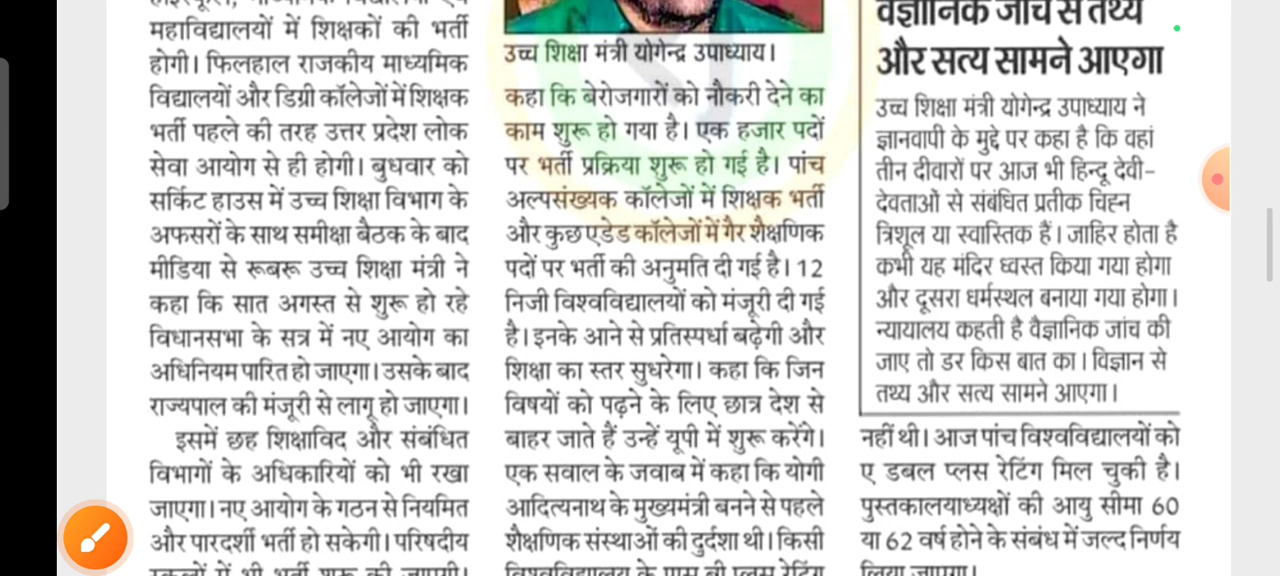 महाविद्यालयों में शिक्षकों की भर्ती
होगी। फिलहाल राजकीय माध्यमिक
विद्यालयों और डिग्री कॉलेजों में शिक्षक
भर्ती पहले की तरह उत्तर प्रदेश लोक
सेवा आयोग से ही होगी। बुधवार को
सर्किट हाउस में उच्च शिक्षा विभाग के
अफसरों के साथ समीक्षा बैठक के बाद
मीडिया से रूबरू उच्च शिक्षा मंत्री ने
कहा कि सात अगस्त से शुरू हो रहे
विधानसभा के सत्र में नए आयोग का
अधिनियम पारित हो जाएगा। उसके बाद
राज्यपाल की मंजूरी से लागू हो जाएगा।
इसमें छह शिक्षाविद और संबंधित
विभागों के अधिकारियों को भी रखा
जाएगा। नए आयोग के गठन से नियमित
और पारदर्शी भर्ती हो सकेगी। परिषदीय
स्कूलों में भी भर्ती शुरू की जाएगी।
उच्च शिक्षा मंत्री योगेन्द्र उपाध्याय।
कहा कि बेरोजगारों को नौकरी देने का
काम शुरू हो गया है। एक हजार पदों
पर भर्ती प्रक्रिया शुरू हो गई है। पांच
अल्पसंख्यक कॉलेजों में शिक्षक भर्ती
और कुछ एडेड कॉलेजों में गैर शैक्षणिक
पदों पर भर्ती की अनुमति दी गई है। 12
निजी विश्वविद्यालयों को मंजूरी दी गई
है। इनके आने से प्रतिस्पर्धा बढ़ेगी और
शिक्षा का स्तर सुधरेगा। कहा कि जिन
विषयों को पढ़ने के लिए छात्र देश से
बाहर जाते हैं उन्हें यूपी में शुरू करेंगे।
एक सवाल के जवाब में कहा कि योगी
आदित्यनाथ के मुख्यमंत्री बनने से पहले
शैक्षणिक संस्थाओं की दुर्दशा थी। किसी
विश्वविद्यालय के पास बी प्लस रेटिंग
वैज्ञानिक जांच से तथ्य
और सत्य सामने आएगा
उच्च शिक्षा मंत्री योगेन्द्र उपाध्याय ने
ज्ञानवापी के मुद्दे पर कहा है कि वहां
तीन दीवारों पर आज भी हिन्दू देवी-
देवताओं से संबंधित प्रतीक चिह्न
त्रिशूल या स्वास्तिक हैं। जाहिर होता है
कभी यह मंदिर ध्वस्त किया गया होगा
और दूसरा धर्मस्थल बनाया गया होगा।
न्यायालय कहती है वैज्ञानिक जांच की
जाए तो डर किस बात का। विज्ञान से
तथ्य और सत्य सामने आएगा।
नहीं थी। आज पांच विश्वविद्यालयों को
ए डबल प्लस रेटिंग मिल चुकी है।
पुस्तकालयाध्यक्षों की आयु सीमा 60
या 62 वर्ष होने के संबंध में जल्द निर्णय
लिया जाएगा।